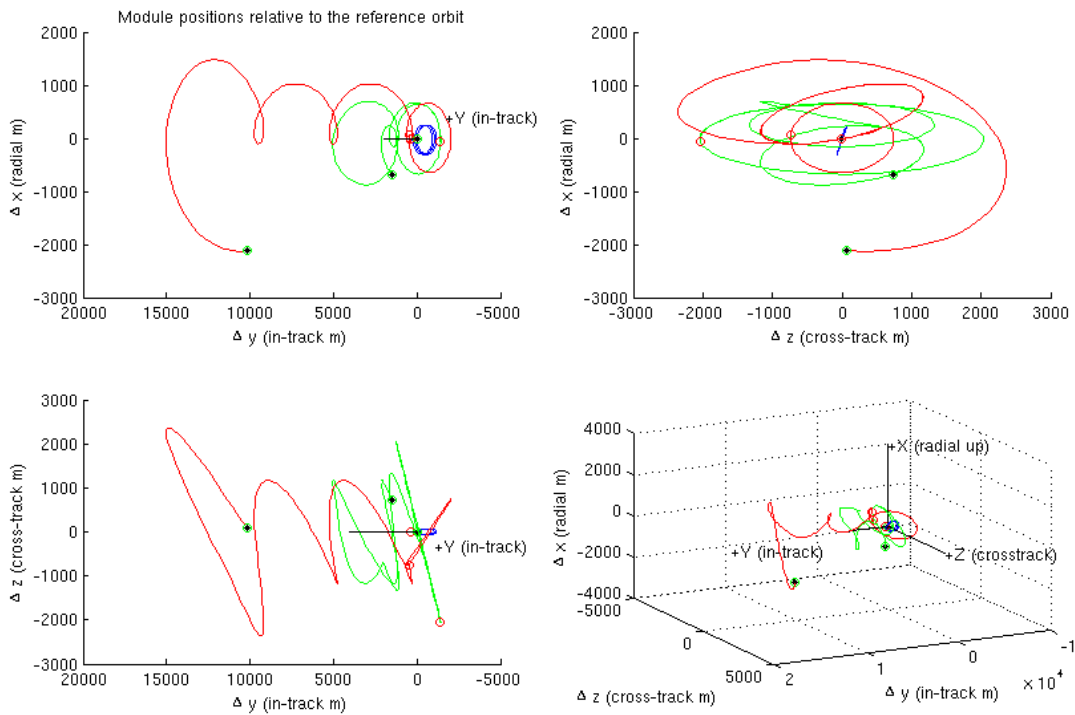 Module positions relative to the reference orbit
2000
1000
0
-1000
-2000
-3000
20000 15000 10000 5000 0 -5000
Δ x (radial m)
Δ y (in-track m)
+Y (in-track)
2000
1000
0
-1000
-2000
-3000
-3000 -2000 -1000 0 1000 2000 3000
Δ x (radial m)
Δ z (cross-track m)
3000
2000
1000
0
-1000
-2000
-3000
20000 15000 10000 5000 0 -5000
Δ z (cross-track m)
Δ y (in-track m)
+Y (in-track)
4000
2000
0
-2000
-4000
-5000
0
5000
2
1
0
-1
× 10⁴
Δ x (radial m)
Δ z (cross-track m)
Δ y (in-track m)
+X (radial up)
+Y (in-track)
+Z (crosstrack)